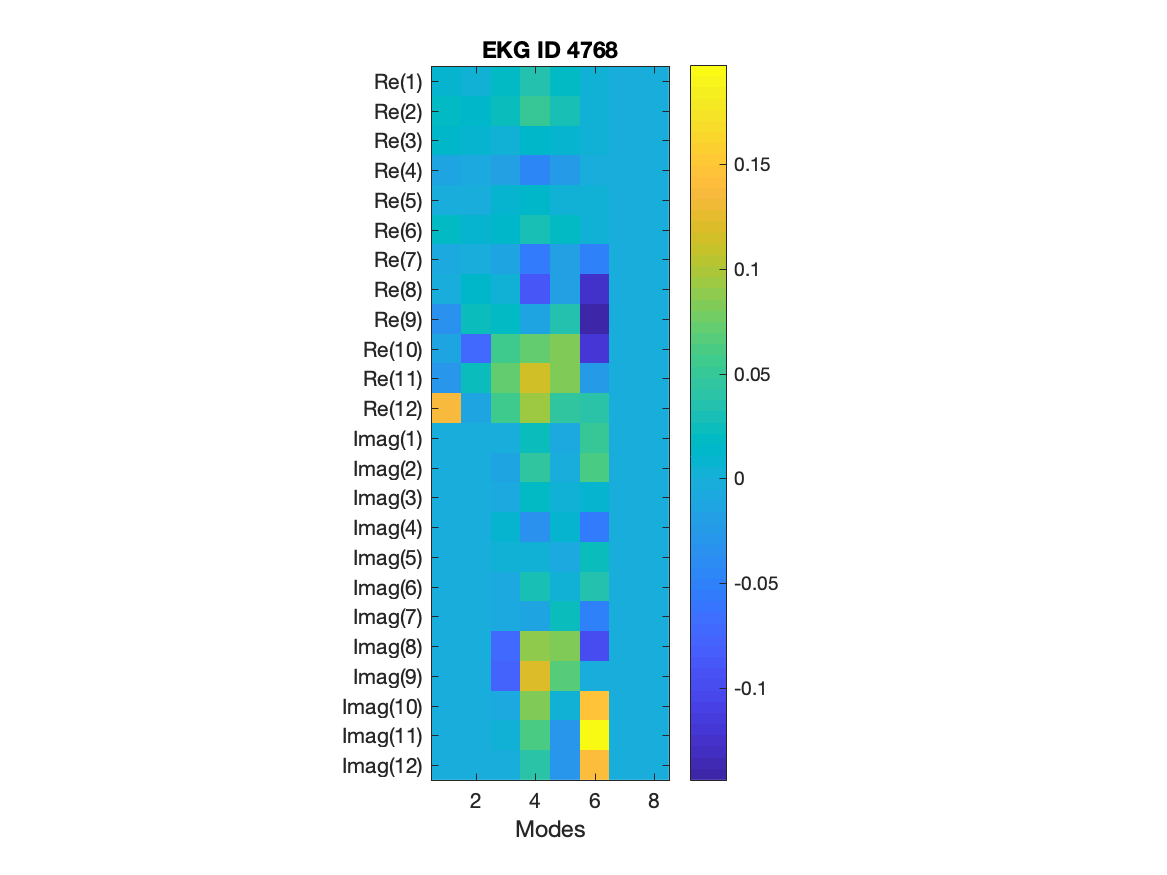 EKG ID 4768
Re(1)
Re(2)
Re(3)
Re(4)
Re(5)
Re(6)
Re(7)
Re(8)
Re(9)
Re(10)
Re(11)
Re(12)
Imag(1)
Imag(2)
Imag(3)
Imag(4)
Imag(5)
Imag(6)
Imag(7)
Imag(8)
Imag(9)
Imag(10)
Imag(11)
Imag(12)
2 4 6 8
Modes
0.15
0.1
0.05
0
-0.05
-0.1